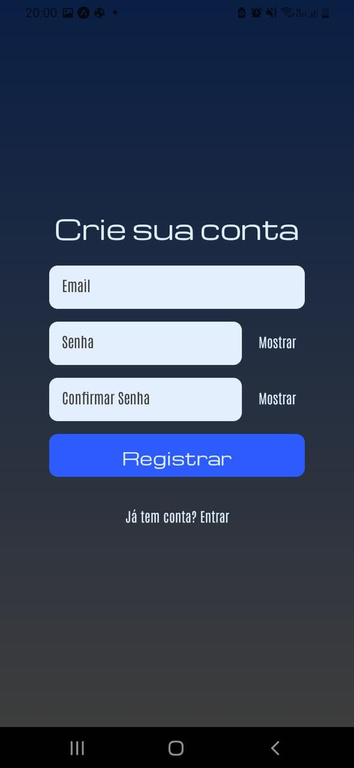 20:00
Crie sua conta
Email
Senha
Mostrar
Confirmar Senha
Mostrar
Registrar
Já tem conta? Entrar